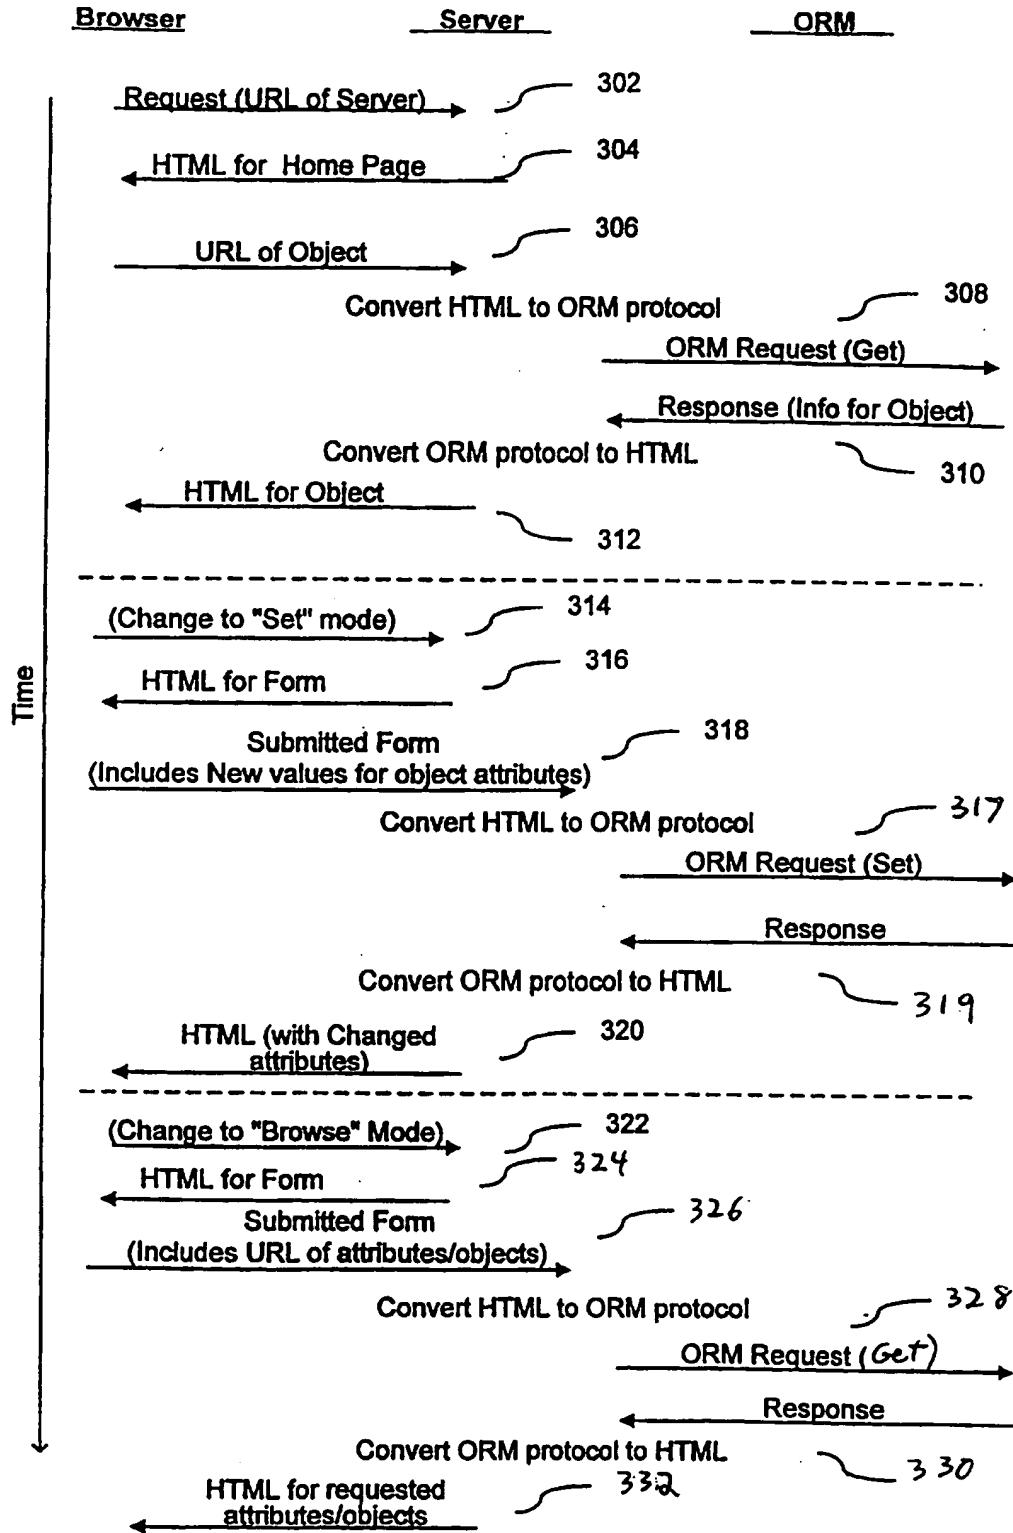 Browser Server ORM
Request (URL of Server) 302
HTML for Home Page 304
URL of Object 306
Convert HTML to ORM protocol 308
ORM Request (Get)
Response (Info for Object)
Convert ORM protocol to HTML 310
HTML for Object
312
(Change to "Set" mode) 314
HTML for Form 316
Time
Submitted Form 318
(Includes New values for object attributes)
Convert HTML to ORM protocol 317
ORM Request (Set)
Response
Convert ORM protocol to HTML 319
HTML (with Changed 320
attributes)
(Change to "Browse" Mode) 322
HTML for Form 324
Submitted Form 326
(Includes URL of attributes/objects)
Convert HTML to ORM protocol 328
ORM Request (Get)
Response
Convert ORM protocol to HTML 330
HTML for requested 332
attributes/objects